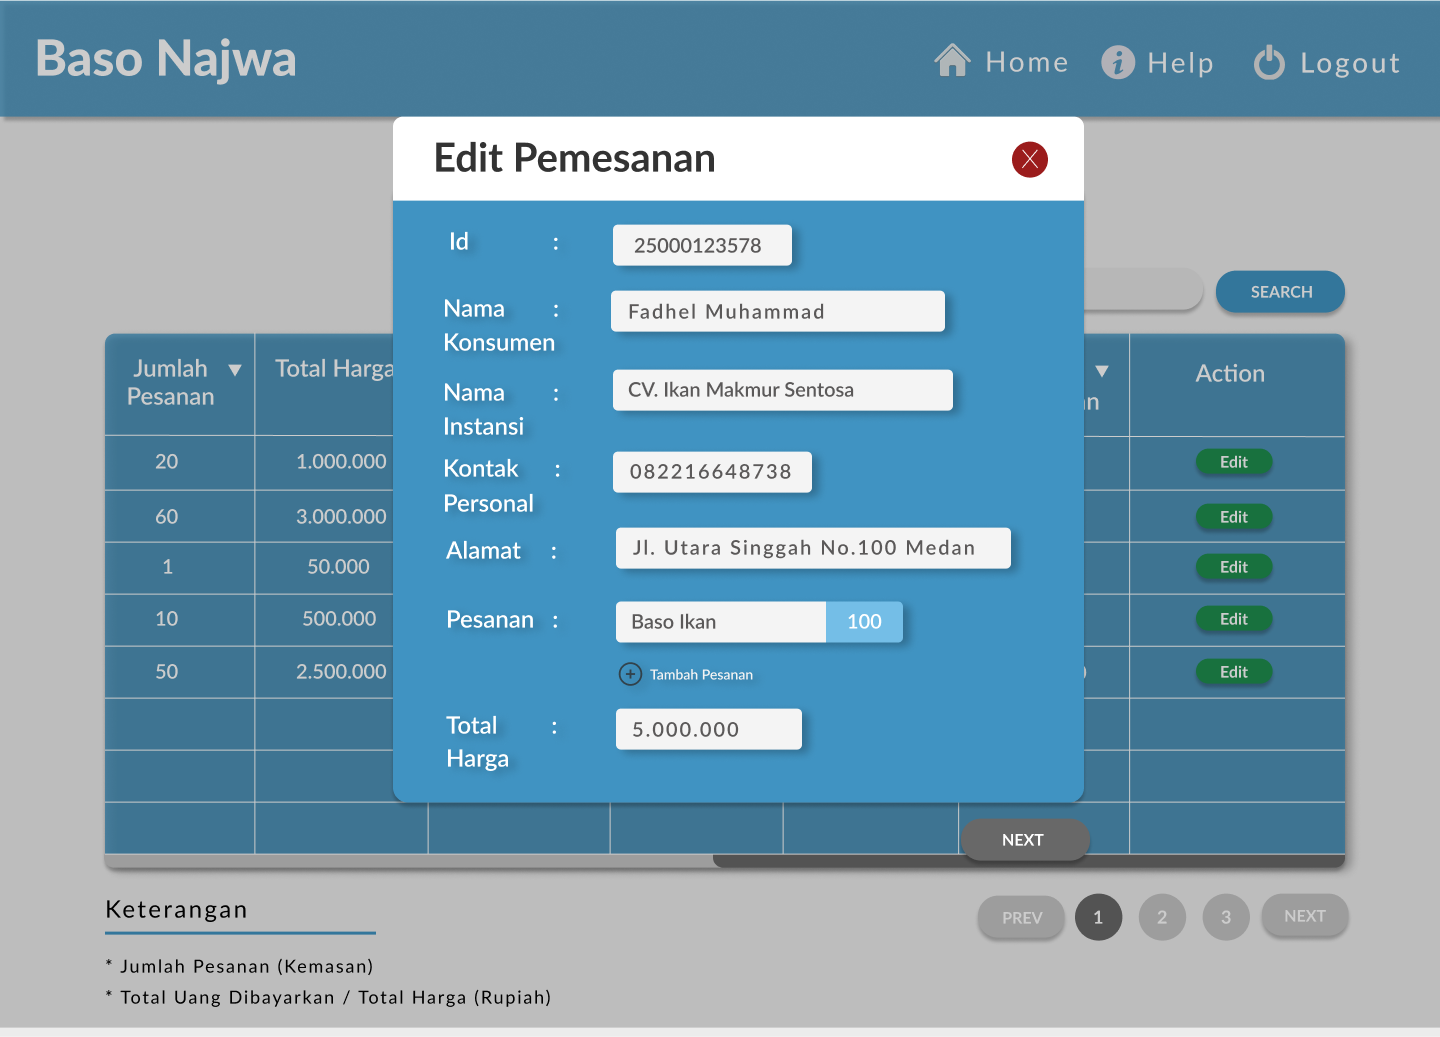 Baso Najwa
Home
Help
Logout
Edit Pemesanan
Id : 25000123578
Nama : Fadhel Muhammad
Konsumen
Nama : CV. Ikan Makmur Sentosa
Instansi
Kontak : 082216648738
Personal
Alamat : Jl. Utara Singgah No.100 Medan
Pesanan : Baso Ikan 100
+ Tambah Pesanan
Total : 5.000.000
Harga
NEXT
SEARCH
Jumlah ▼ Total Harga ▼ Action
Pesanan
20 1.000.000 Edit
60 3.000.000 Edit
1 50.000 Edit
10 500.000 Edit
50 2.500.000 Edit
Keterangan
* Jumlah Pesanan (Kemasan)
* Total Uang Dibayarkan / Total Harga (Rupiah)
PREV 1 2 3 NEXT